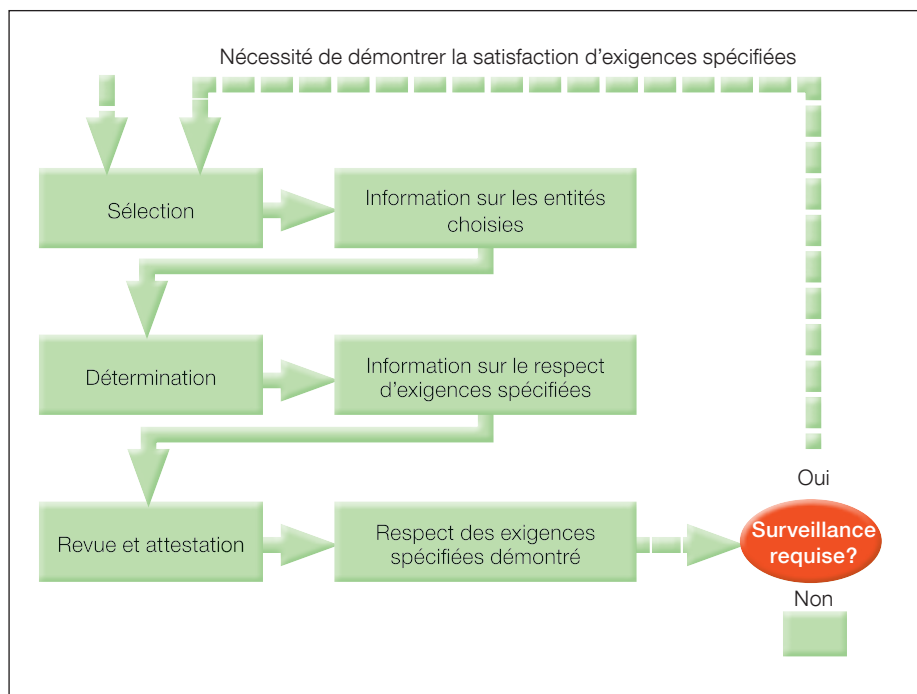 Nécessité de démontrer la satisfaction d’exigences spécifiées
Sélection
Information sur les entités
choisies
Détermination
Information sur le respect
d’exigences spécifiées
Revue et attestation
Respect des exigences
spécifiées démontré
Oui
Surveillance
requise?
Non